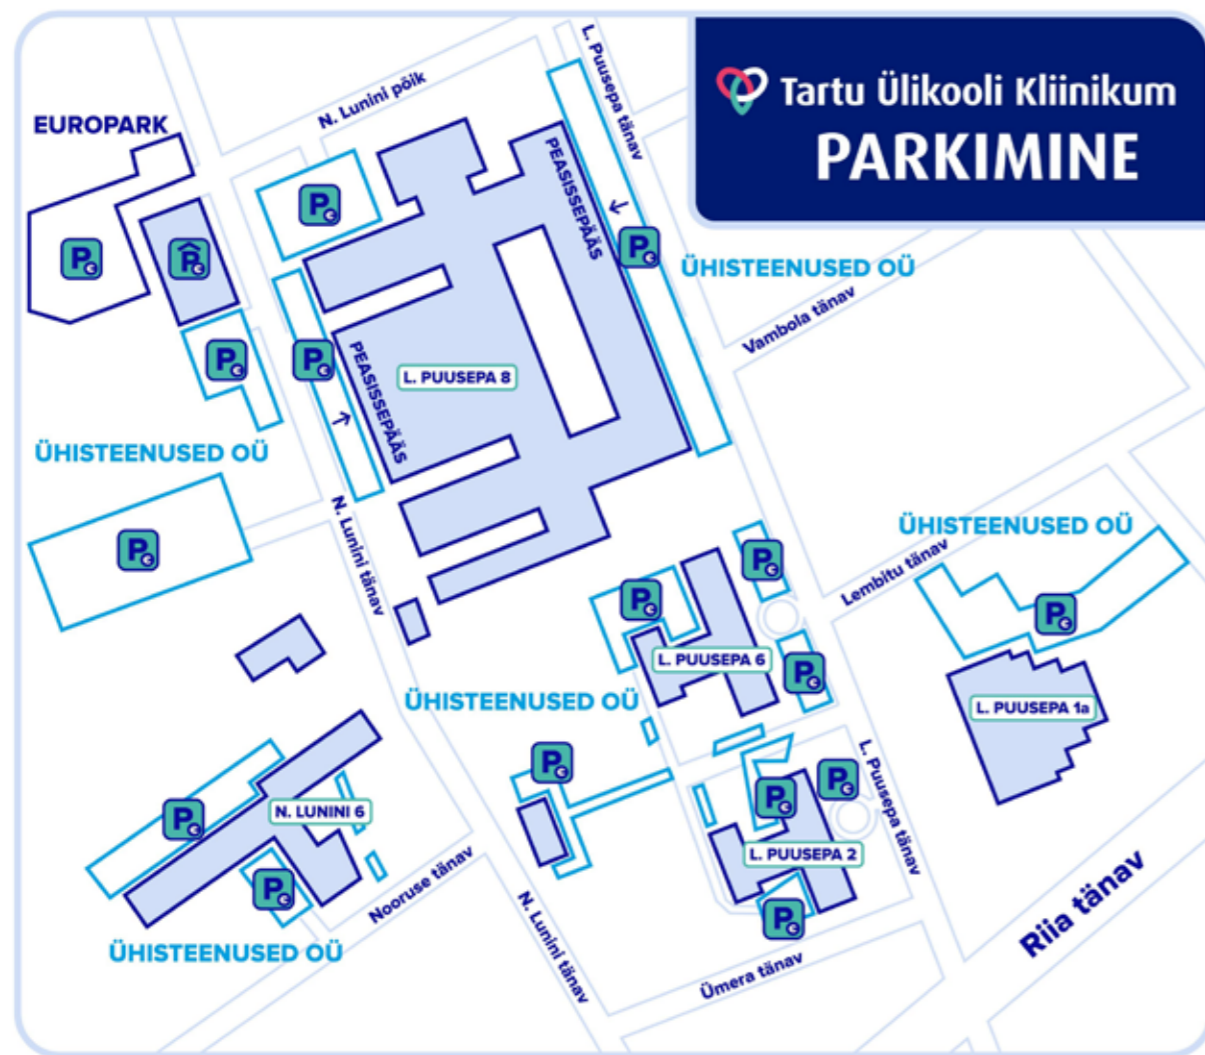 Tartu Ülikooli Kliinikum
PARKIMINE
L. Puusepa tänav
N. Lunini põik
EUROPARK
P
PEASISSEPÄÄS
P
P
P
P
ÜHISTEENUSED OÜ
Vambola tänav
P
P
PEASISSEPÄÄS
L. PUUSEPA 8
ÜHISTEENUSED OÜ
N. Lunini tänav
P
ÜHISTEENUSED OÜ
Lembitu tänav
P
P
P
L. PUUSEPA 6
P
ÜHISTEENUSED OÜ
L. PUUSEPA 1a
P
L. Puusepa tänav
P
P
P
N. LUNINI 6
L. PUUSEPA 2
P
Nooruse tänav
P
Riia tänav
ÜHISTEENUSED OÜ
N. Lunini tänav
Ümera tänav